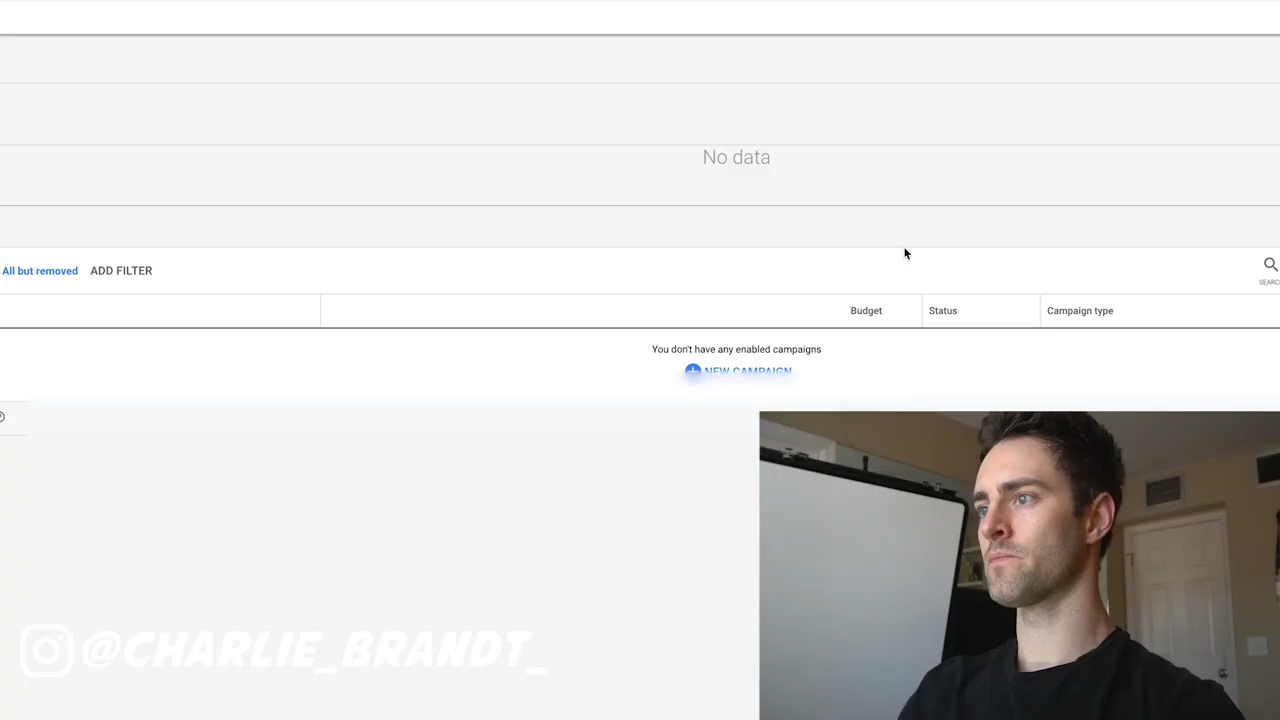 No data
All but removed ADD FILTER
SEARC
Budget Status Campaign type
You don't have any enabled campaigns
NEW CAMPAIGN
@CHARLIE_BRANDT_